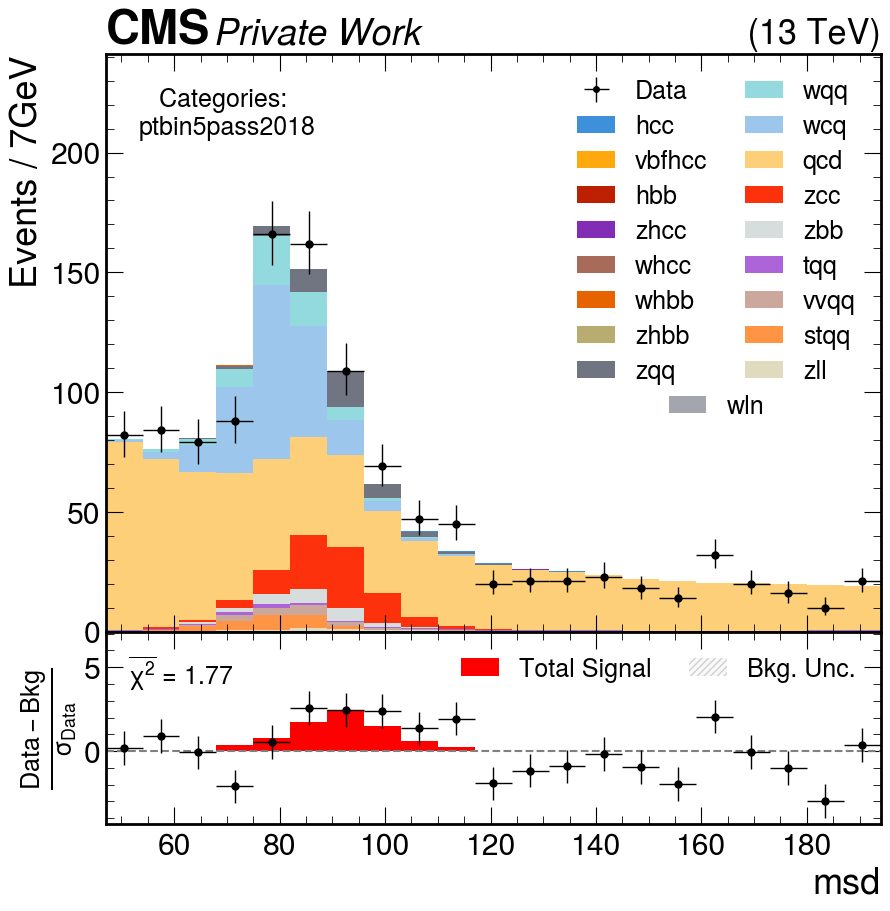 CMS Private Work (13 TeV)
Events / 7GeV
Categories:
ptbin5pass2018
Data
hcc
vbfhcc
hbb
zhcc
whcc
whbb
zhbb
zqq
wqq
wcq
qcd
zcc
zbb
tqq
vvqq
stqq
zll
wln
200
150
100
50
0
Data − Bkg
σData
χ² = 1.77
Total Signal
Bkg. Unc.
5
0
60 80 100 120 140 160 180
msd